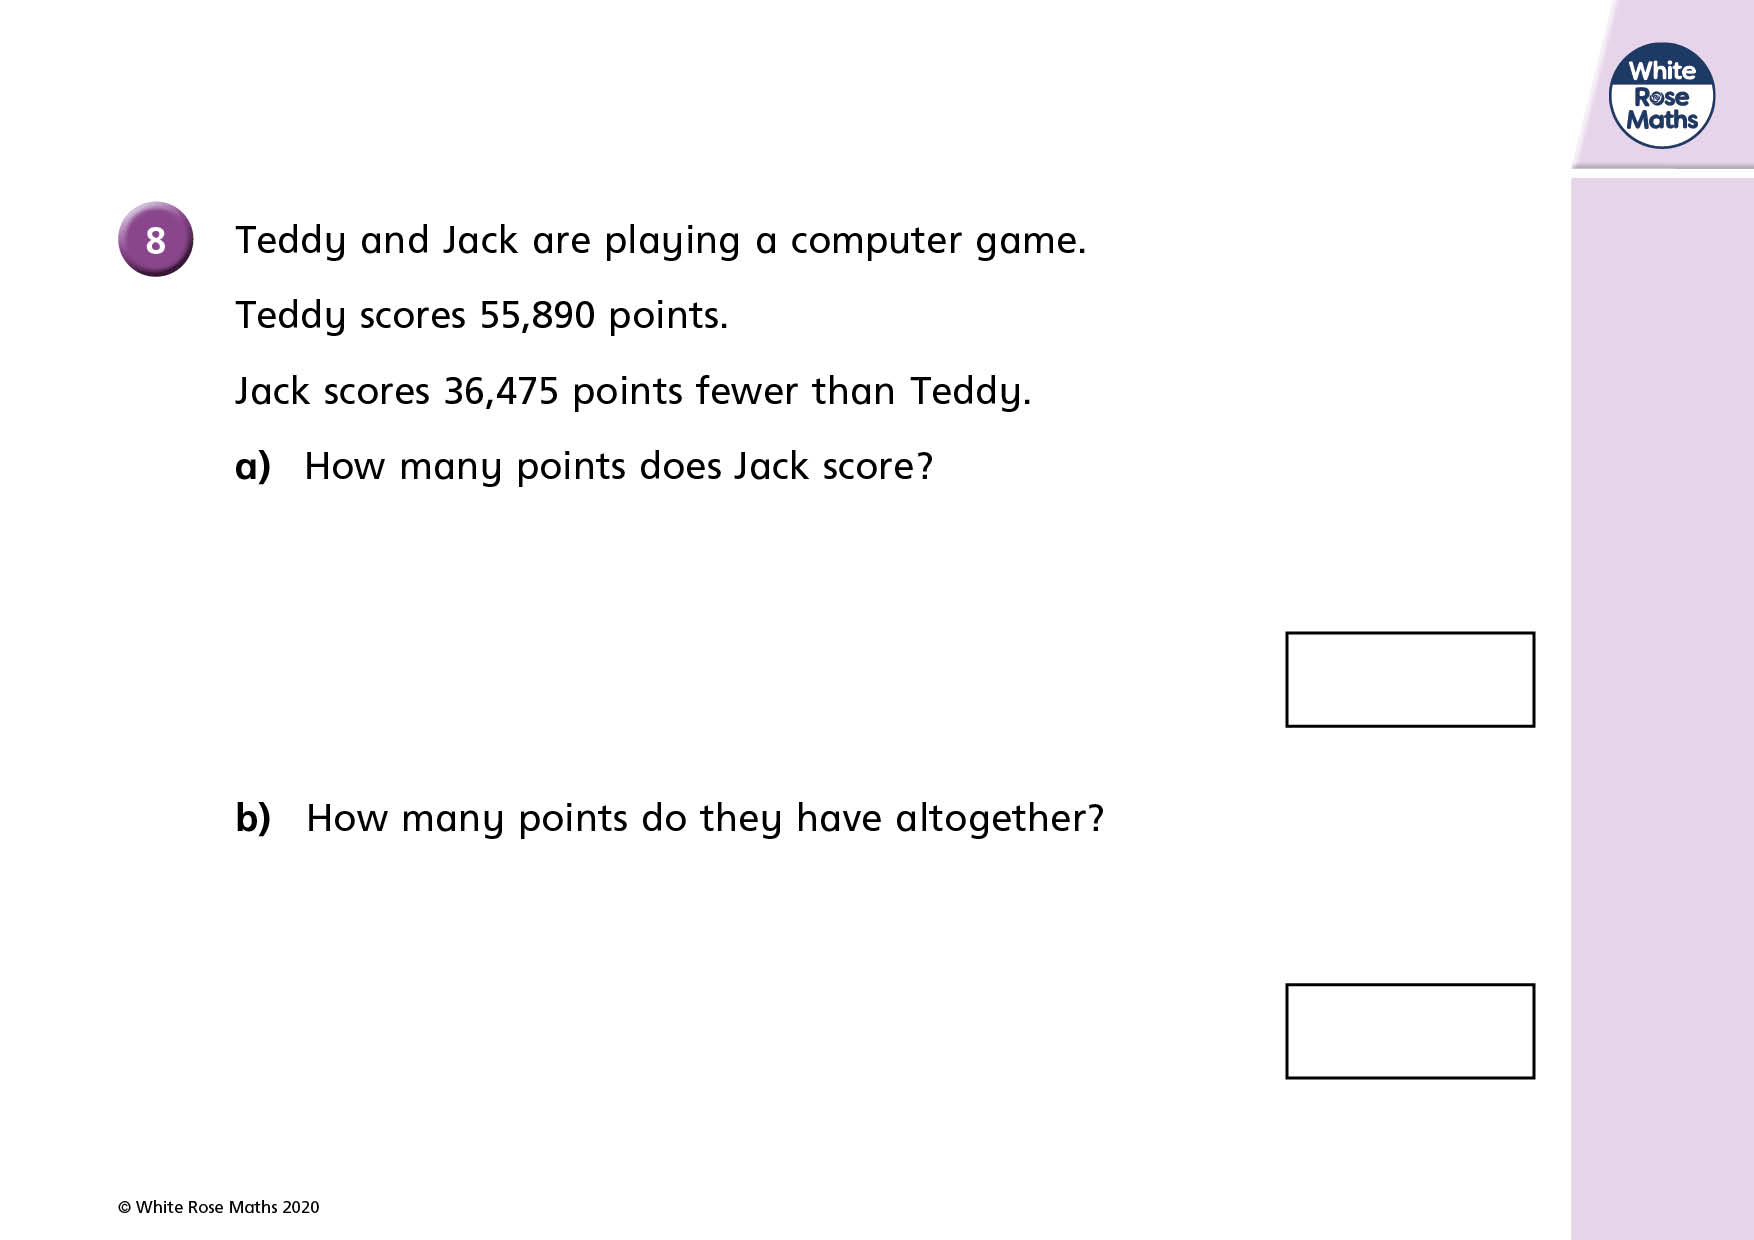 White
Rose
Maths
8 Teddy and Jack are playing a computer game.
Teddy scores 55,890 points.
Jack scores 36,475 points fewer than Teddy.
a) How many points does Jack score?
b) How many points do they have altogether?
© White Rose Maths 2020